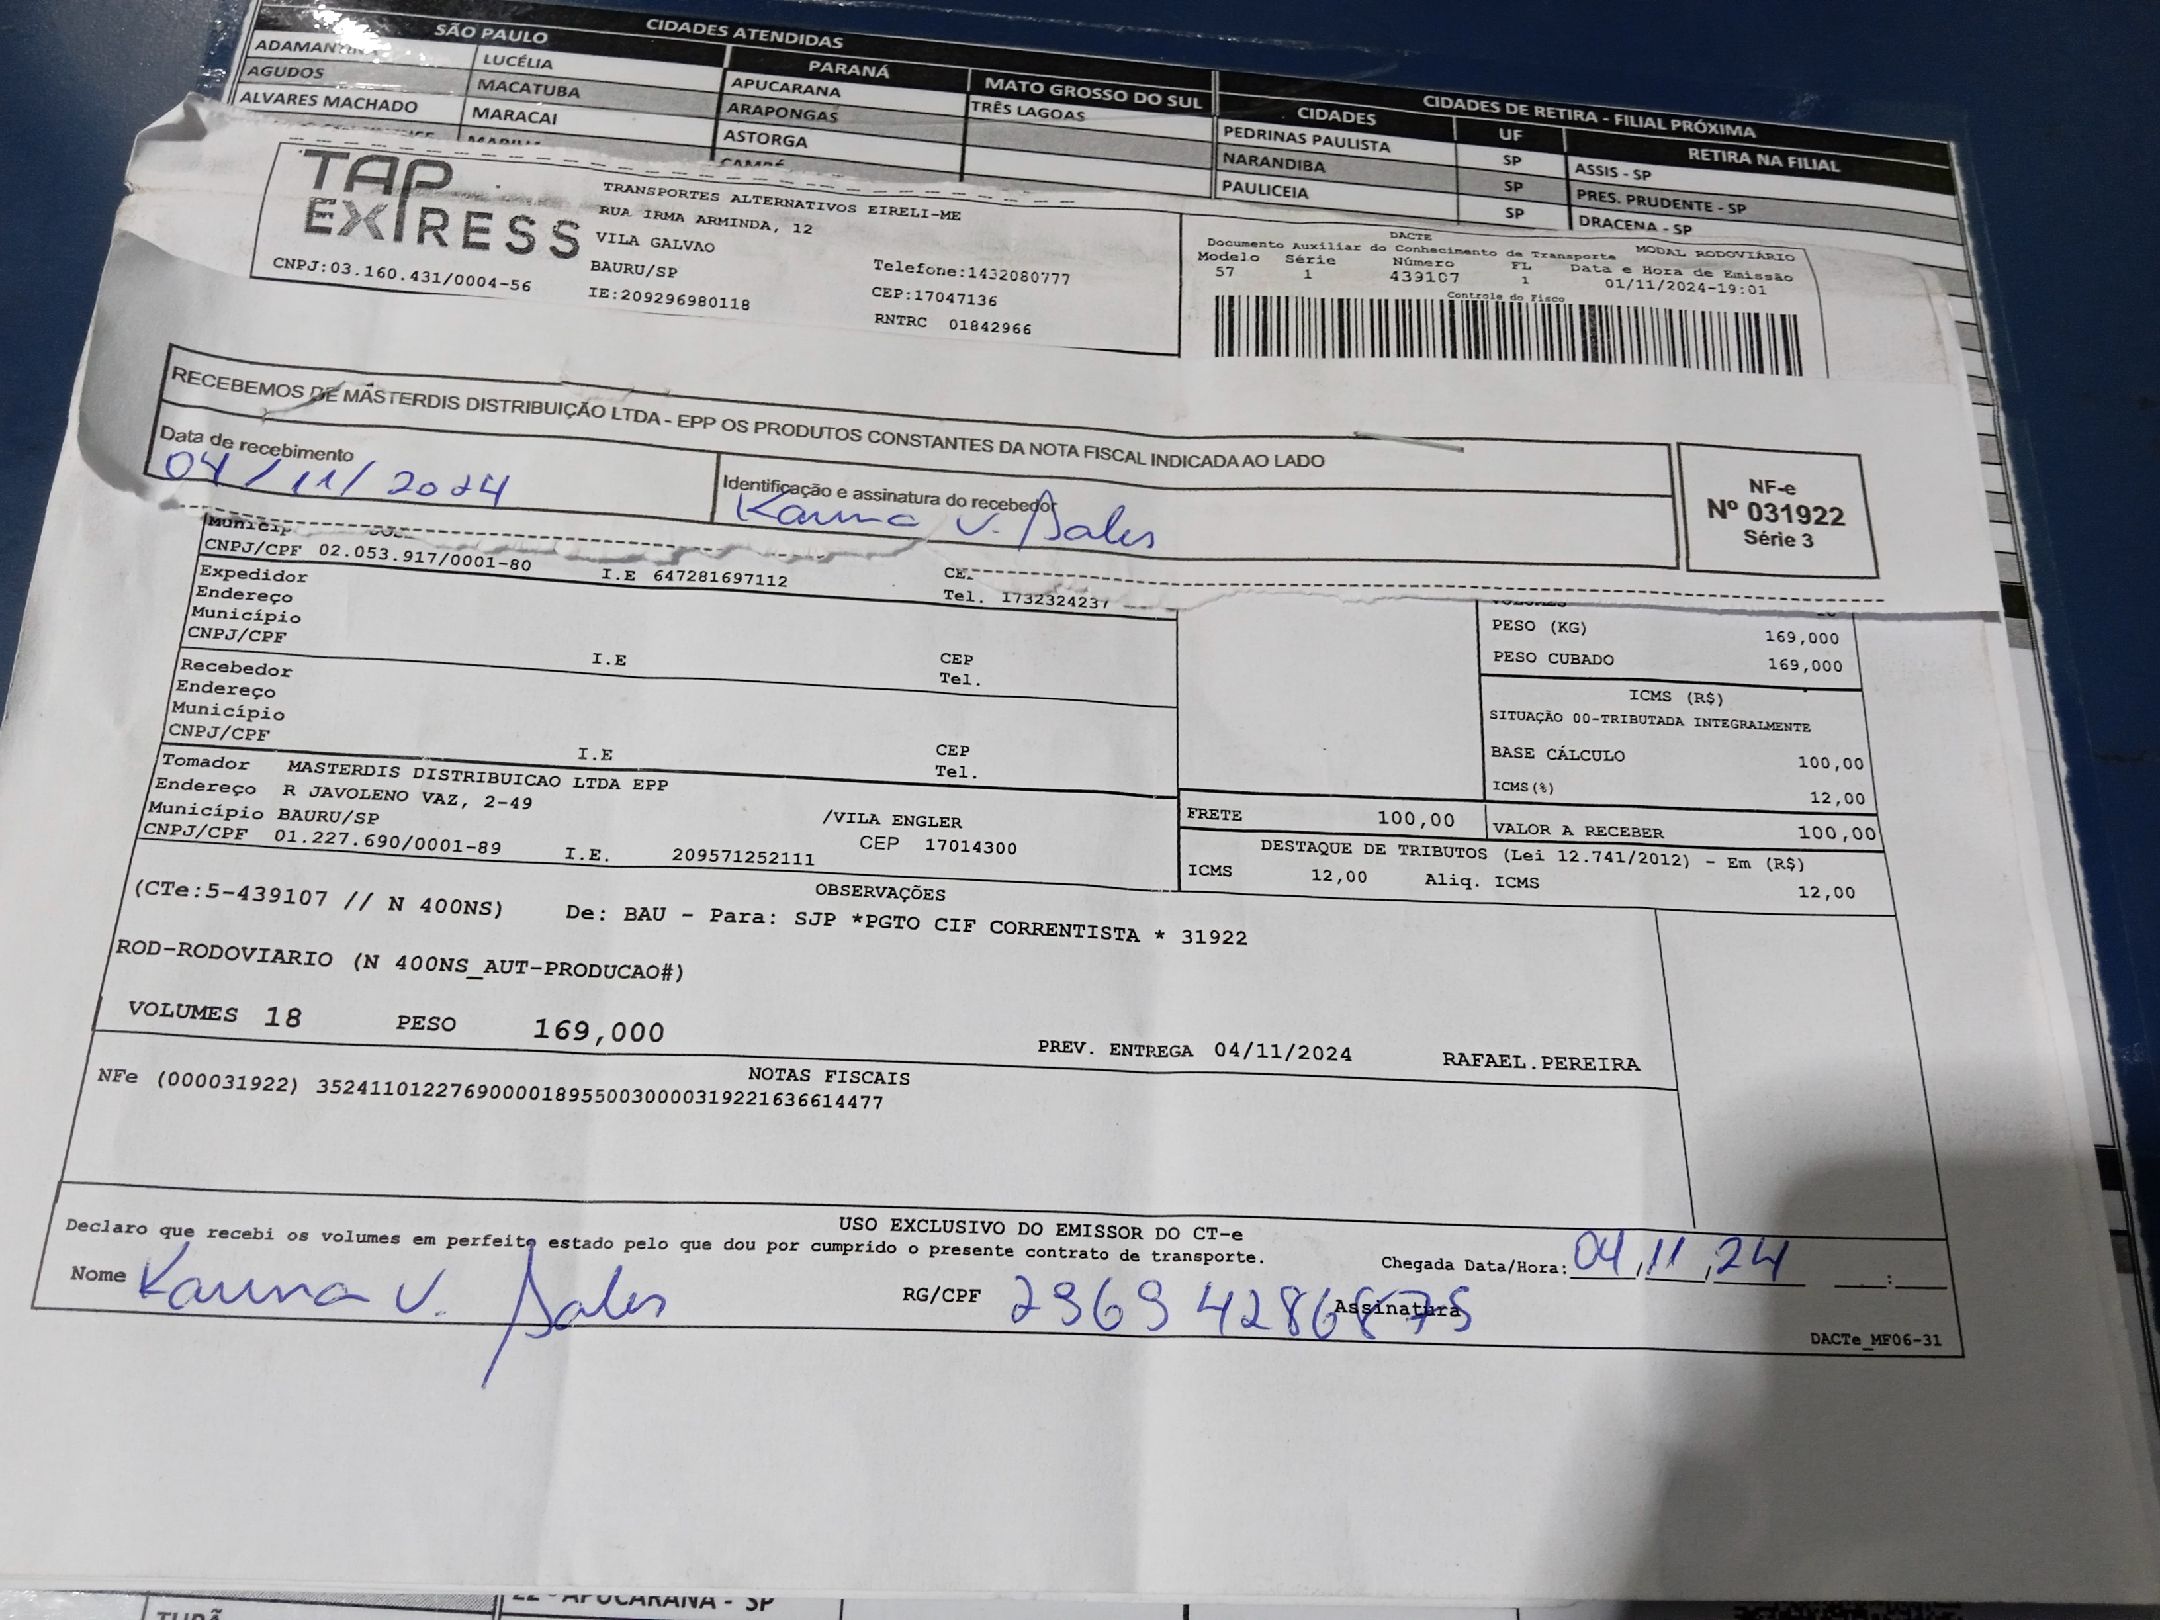 CIDADES ATENDIDAS
SÃO PAULO
PARANÁ
MATO GROSSO DO SUL
ADAMANTINA
LUCÉLIA
APUCARANA
TRÊS LAGOAS
AGUDOS
MACATUBA
ARAPONGAS
ALVARES MACHADO
MARACAI
ASTORGA
CIDADES DE RETIRA - FILIAL PRÓXIMA
CIDADES UF RETIRA NA FILIAL
PEDRINAS PAULISTA SP ASSIS - SP
NARANDIBA SP PRES. PRUDENTE - SP
PAULICEIA SP DRACENA - SP
TAP EXPRESS
CNPJ:03.160.431/0004-56
TRANSPORTES ALTERNATIVOS EIRELI-ME
RUA IRMA ARMINDA, 12
VILA GALVAO
BAURU/SP Telefone:1432080777
IE:209296980118 CEP:17047136
RNTRC 01842966
DACTE MODAL RODOVIÁRIO
Documento Auxiliar do Conhecimento de Transporte
Modelo Série Número FL Data e Hora de Emissão
57 1 439107 1 01/11/2024-19:01
Controle do Fisco
RECEBEMOS DE MASTERDIS DISTRIBUIÇÃO LTDA - EPP OS PRODUTOS CONSTANTES DA NOTA FISCAL INDICADA AO LADO
Data de recebimento
04/11/2024
Identificação e assinatura do recebedor
Karina V. Sales
NF-e
Nº 031922
Série 3
CNPJ/CPF 02.053.917/0001-80 I.E 647281697112 Tel. 1732324237
Expedidor
Endereço
Município
CNPJ/CPF I.E CEP
Tel.
Recebedor
Endereço
Município
CNPJ/CPF I.E CEP
Tel.
PESO (KG) 169,000
PESO CUBADO 169,000
ICMS (R$)
SITUAÇÃO 00-TRIBUTADA INTEGRALMENTE
BASE CÁLCULO 100,00
ICMS(%) 12,00
Tomador MASTERDIS DISTRIBUICAO LTDA EPP
Endereço R JAVOLENO VAZ, 2-49 /VILA ENGLER
Município BAURU/SP CEP 17014300
CNPJ/CPF 01.227.690/0001-89 I.E. 209571252111
FRETE 100,00 VALOR A RECEBER 100,00
DESTAQUE DE TRIBUTOS (Lei 12.741/2012) - Em (R$)
ICMS 12,00 Aliq. ICMS 12,00
OBSERVAÇÕES
(CTe:5-439107 // N 400NS) De: BAU - Para: SJP *PGTO CIF CORRENTISTA * 31922
ROD-RODOVIARIO (N 400NS_AUT-PRODUCAO#)
VOLUMES 18 PESO 169,000 PREV. ENTREGA 04/11/2024 RAFAEL.PEREIRA
NOTAS FISCAIS
NFe (000031922) 35241101227690000189550030000319221636614477
USO EXCLUSIVO DO EMISSOR DO CT-e
Declaro que recebi os volumes em perfeito estado pelo que dou por cumprido o presente contrato de transporte.
Chegada Data/Hora: 04,11,24 :
Nome Karina V. Sales RG/CPF 29694286875 Assinatura
DACTe_MF06-31
22 - APUCARANA - SP
TUPÃ